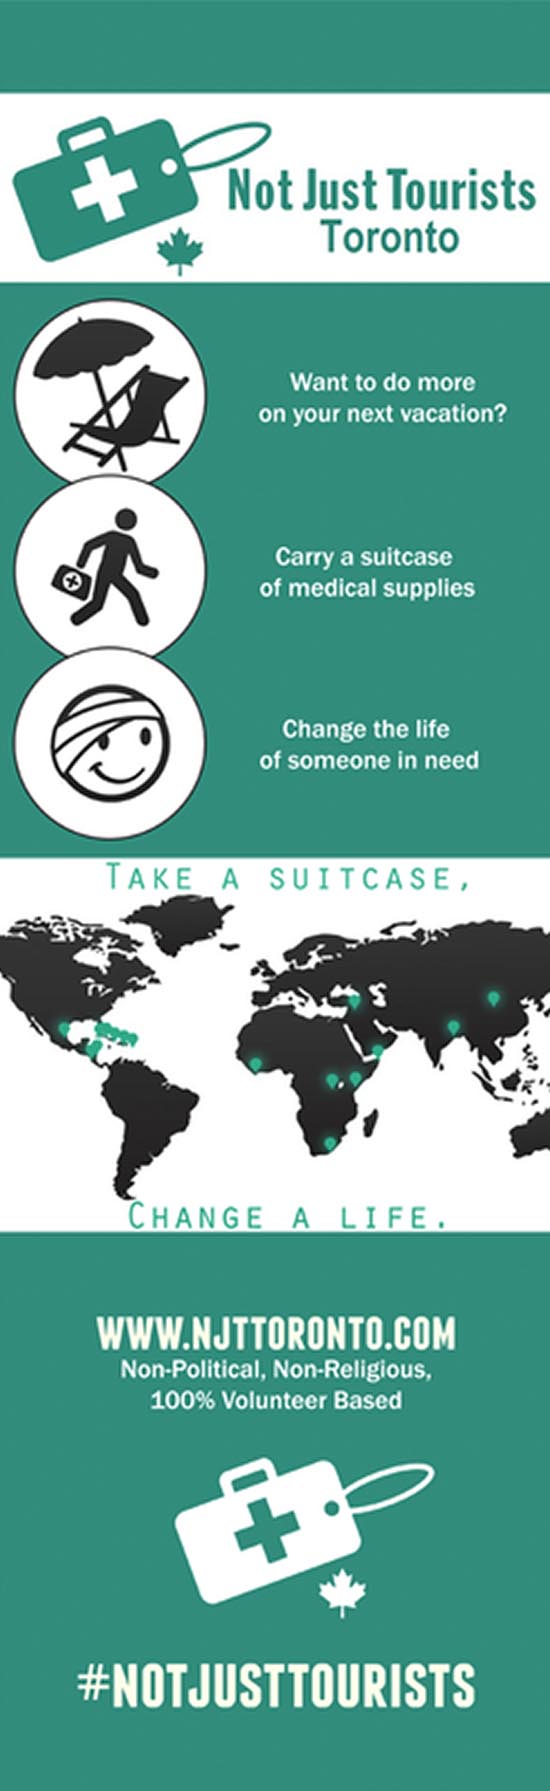 Not Just Tourists
Toronto
Want to do more
on your next vacation?
Carry a suitcase
of medical supplies
Change the life
of someone in need
TAKE A SUITCASE,
CHANGE A LIFE.
WWW.NJTTORONTO.COM
Non-Political, Non-Religious,
100% Volunteer Based
#NOTJUSTTOURISTS